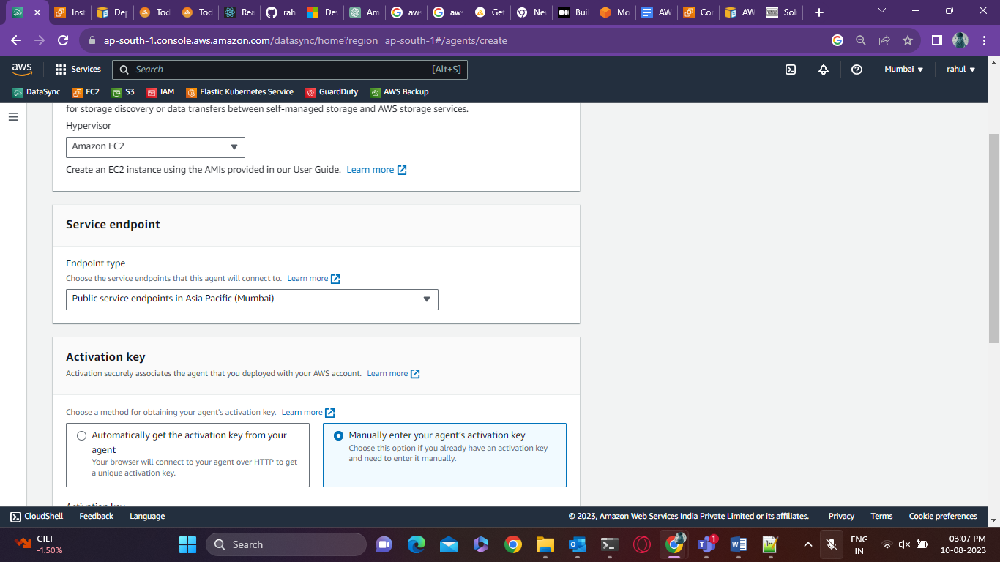 Inst
Dep
Tod
Tod
Rea
rah
Dev
Am
aws
aws
Get
Nev
Bui
Mo
AW
Con
AW
Sol
ap-south-1.console.aws.amazon.com/datasync/home?region=ap-south-1#/agents/create
aws
Services
Search
[Alt+S]
Mumbai
rahul
DataSync
EC2
S3
IAM
Elastic Kubernetes Service
GuardDuty
AWS Backup
for storage discovery or data transfers between self-managed storage and AWS storage services.
Hypervisor
Amazon EC2
Create an EC2 instance using the AMIs provided in our User Guide. Learn more
Service endpoint
Endpoint type
Choose the service endpoints that this agent will connect to. Learn more
Public service endpoints in Asia Pacific (Mumbai)
Activation key
Activation securely associates the agent that you deployed with your AWS account. Learn more
Choose a method for obtaining your agent's activation key. Learn more
Automatically get the activation key from your
agent
Your browser will connect to your agent over HTTP to get
a unique activation key.
Manually enter your agent's activation key
Choose this option if you already have an activation key
and need to enter it manually.
Activation key
CloudShell
Feedback
Language
© 2023, Amazon Web Services India Private Limited or its affiliates.
Privacy
Terms
Cookie preferences
GILT
-1.50%
Search
1
ENG
IN
03:07 PM
10-08-2023